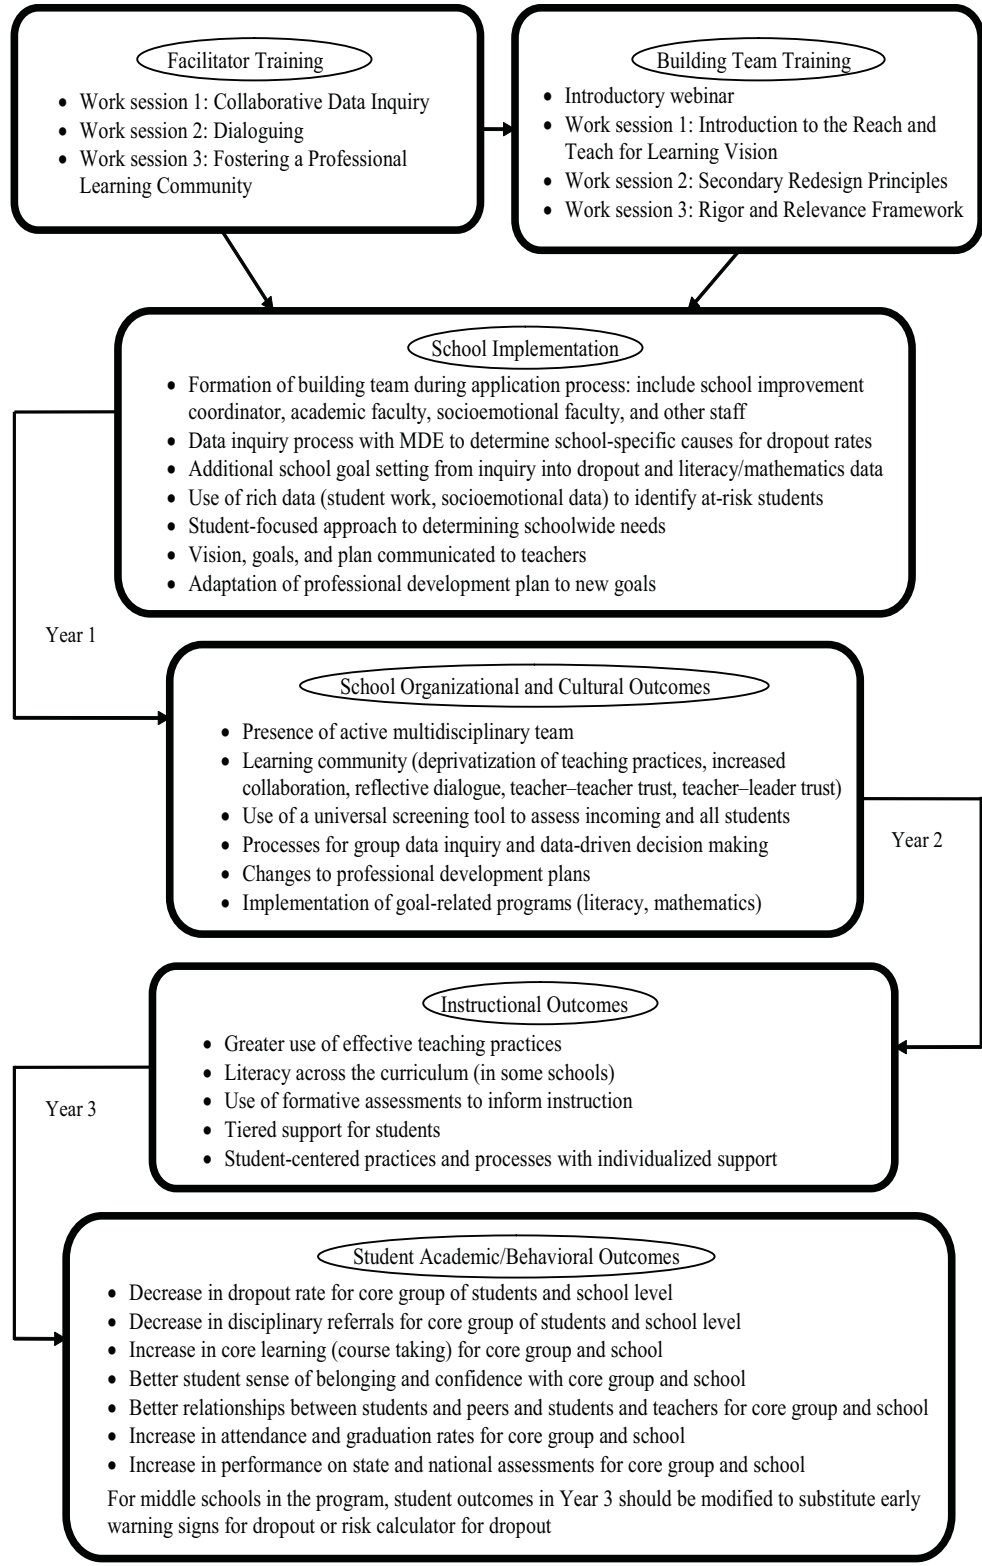 Facilitator Training
• Work session 1: Collaborative Data Inquiry
• Work session 2: Dialoguing
• Work session 3: Fostering a Professional
Learning Community
Building Team Training
• Introductory webinar
• Work session 1: Introduction to the Reach and
Teach for Learning Vision
• Work session 2: Secondary Redesign Principles
• Work session 3: Rigor and Relevance Framework
School Implementation
• Formation of building team during application process: include school improvement
coordinator, academic faculty, socioemotional faculty, and other staff
• Data inquiry process with MDE to determine school-specific causes for dropout rates
• Additional school goal setting from inquiry into dropout and literacy/mathematics data
• Use of rich data (student work, socioemotional data) to identify at-risk students
• Student-focused approach to determining schoolwide needs
• Vision, goals, and plan communicated to teachers
• Adaptation of professional development plan to new goals
Year 1
School Organizational and Cultural Outcomes
• Presence of active multidisciplinary team
• Learning community (deprivatization of teaching practices, increased
collaboration, reflective dialogue, teacher–teacher trust, teacher–leader trust)
• Use of a universal screening tool to assess incoming and all students
• Processes for group data inquiry and data-driven decision making
• Changes to professional development plans
• Implementation of goal-related programs (literacy, mathematics)
Year 2
Instructional Outcomes
• Greater use of effective teaching practices
• Literacy across the curriculum (in some schools)
• Use of formative assessments to inform instruction
• Tiered support for students
• Student-centered practices and processes with individualized support
Year 3
Student Academic/Behavioral Outcomes
• Decrease in dropout rate for core group of students and school level
• Decrease in disciplinary referrals for core group of students and school level
• Increase in core learning (course taking) for core group and school
• Better student sense of belonging and confidence with core group and school
• Better relationships between students and peers and students and teachers for core group and school
• Increase in attendance and graduation rates for core group and school
• Increase in performance on state and national assessments for core group and school
For middle schools in the program, student outcomes in Year 3 should be modified to substitute early
warning signs for dropout or risk calculator for dropout